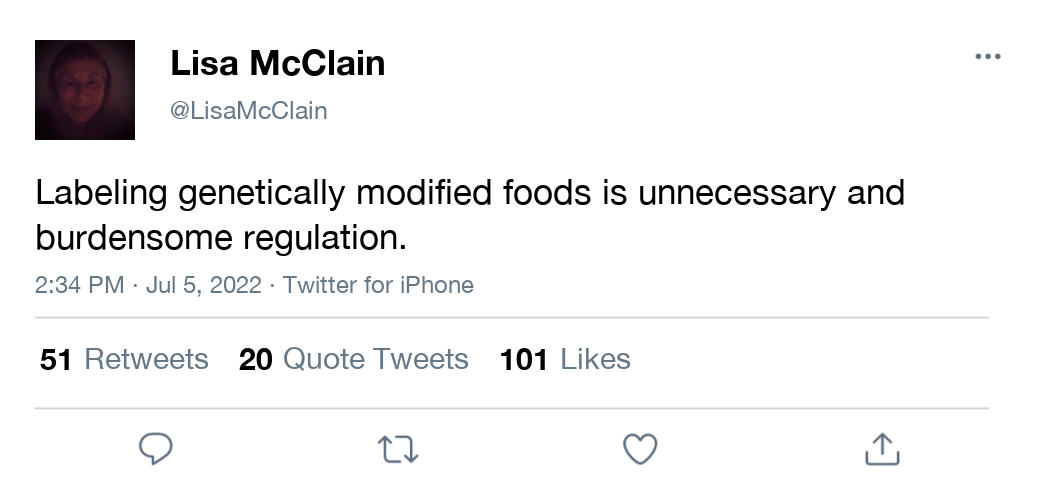 Lisa McClain
@LisaMcClain
Labeling genetically modified foods is unnecessary and
burdensome regulation.
2:34 PM · Jul 5, 2022 · Twitter for iPhone
51 Retweets 20 Quote Tweets 101 Likes